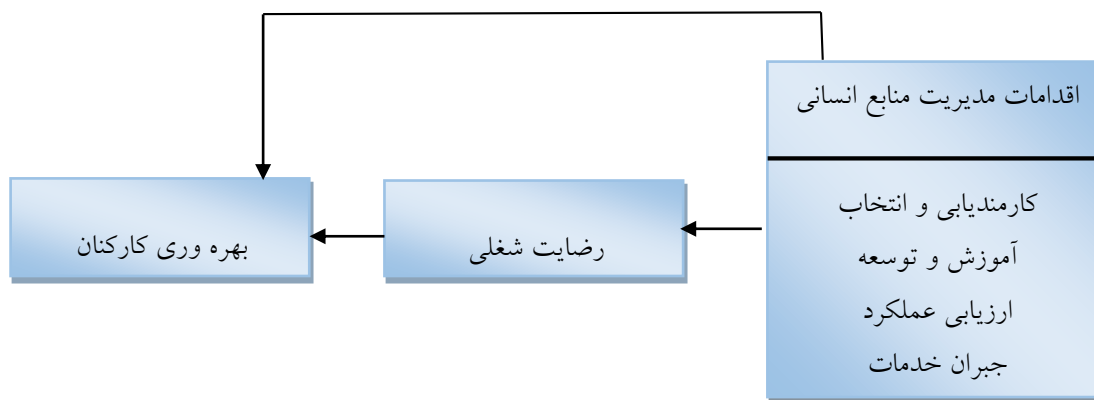 اقدامات مدیریت منابع انسانی
کارمندیابی و انتخاب
آموزش و توسعه
ارزیابی عملکرد
جبران خدمات
رضایت شغلی
بهره وری کارکنان